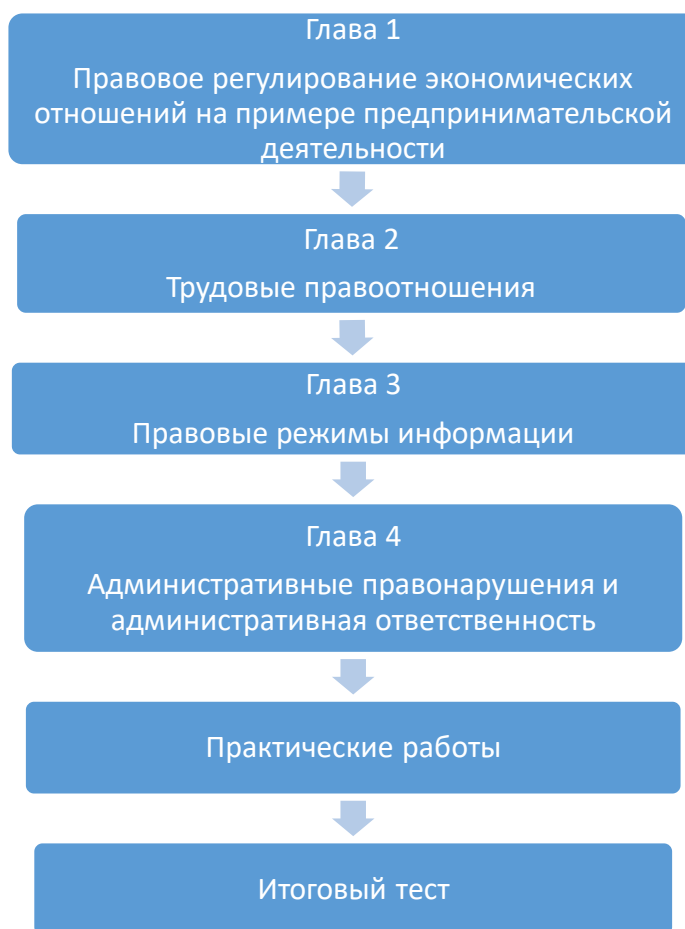 Глава 1
Правовое регулирование экономических
отношений на примере предпринимательской
деятельности
Глава 2
Трудовые правоотношения
Глава 3
Правовые режимы информации
Глава 4
Административные правонарушения и
административная ответственность
Практические работы
Итоговый тест